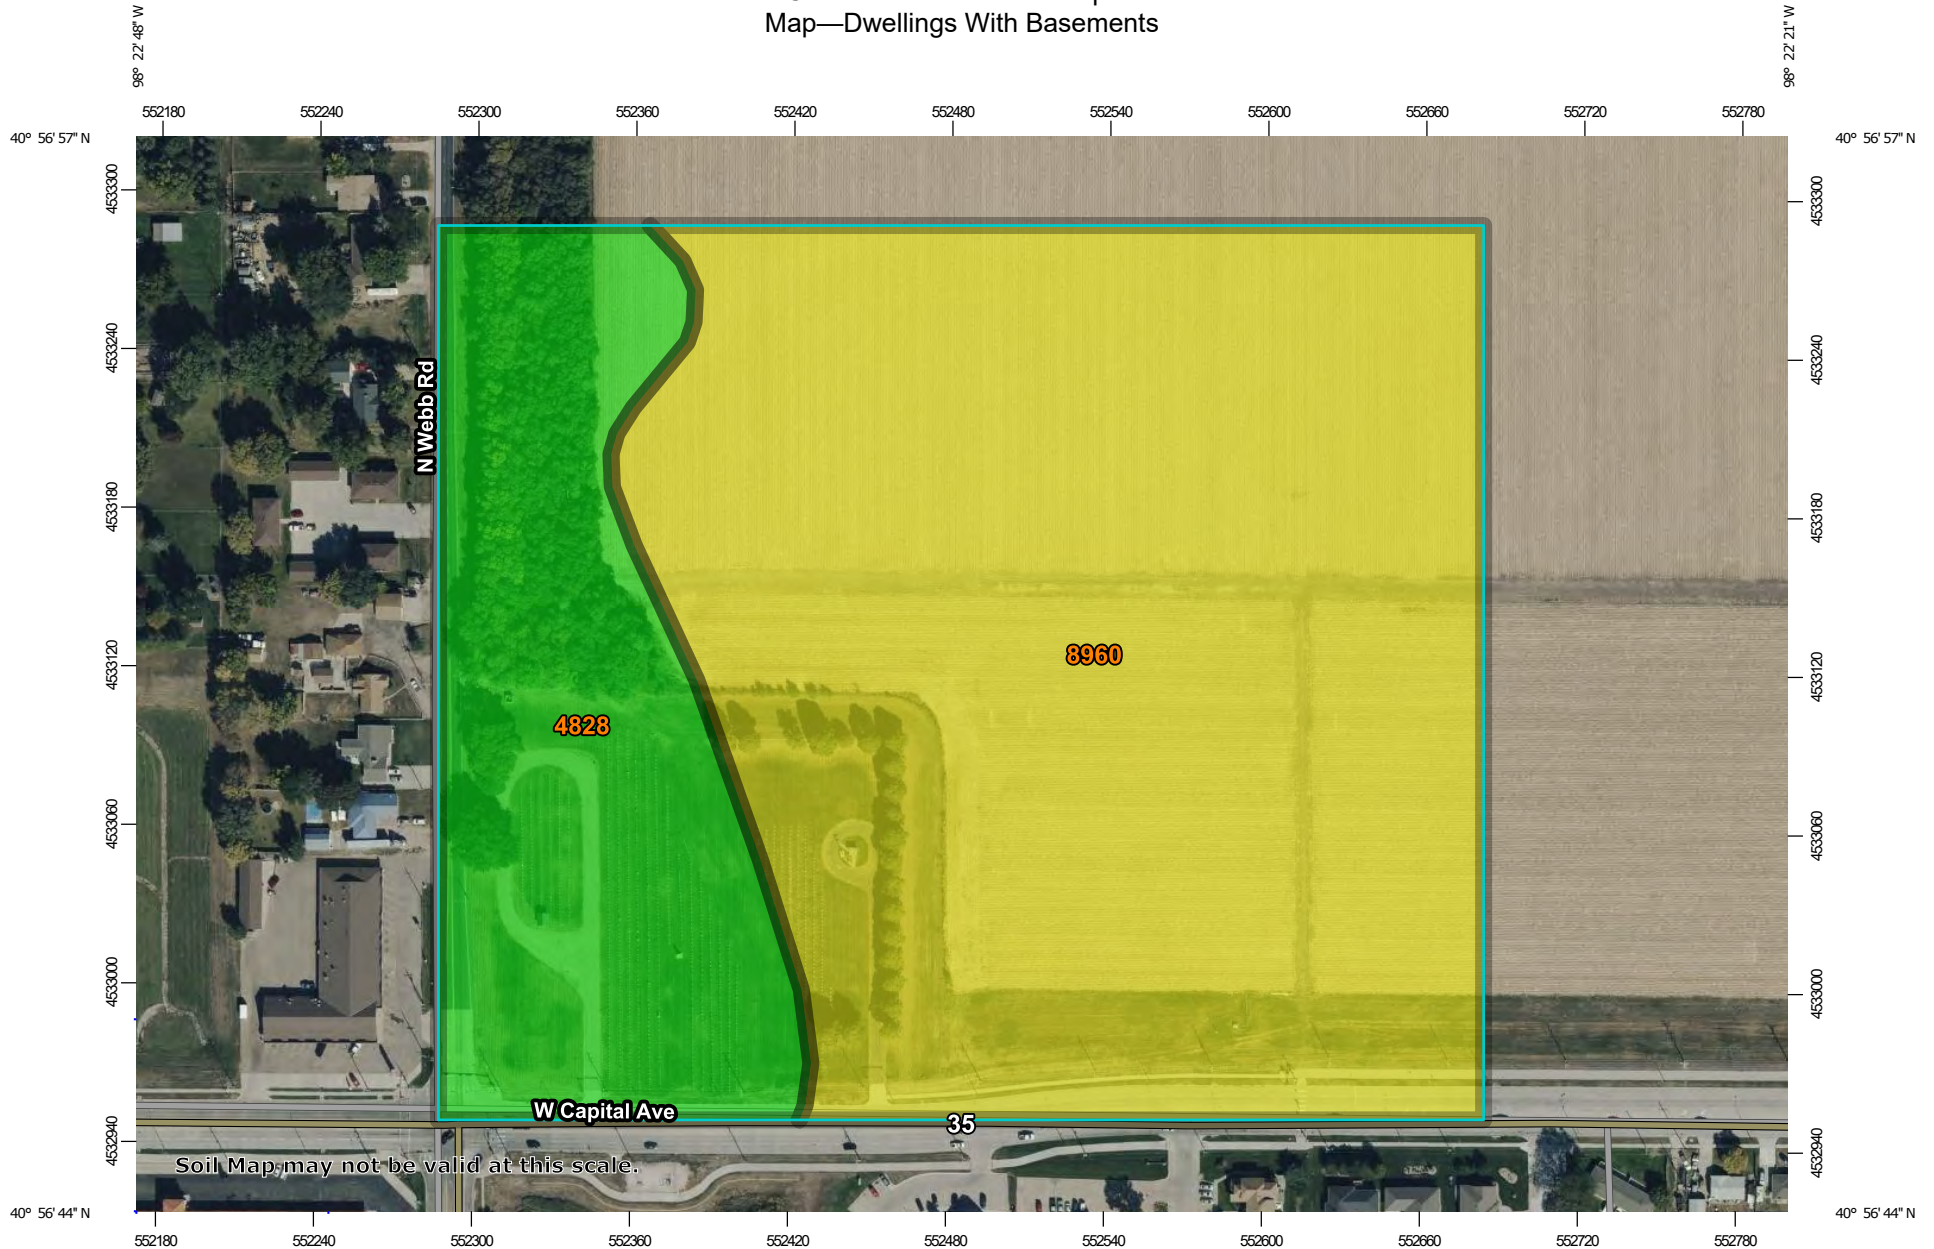 Map—Dwellings With Basements
98° 22' 48'' W
98° 22' 21'' W
552180 552240 552300 552360 552420 552480 552540 552600 552660 552720 552780
40° 56' 57'' N
40° 56' 57'' N
4533300
4533300
4533240
4533240
N Webb Rd
4533180
4533180
4533120
4533120
8960
4828
4533060
4533060
4533000
4533000
W Capital Ave
35
4532940
4532940
Soil Map may not be valid at this scale.
40° 56' 44'' N
40° 56' 44'' N
552180 552240 552300 552360 552420 552480 552540 552600 552660 552720 552780